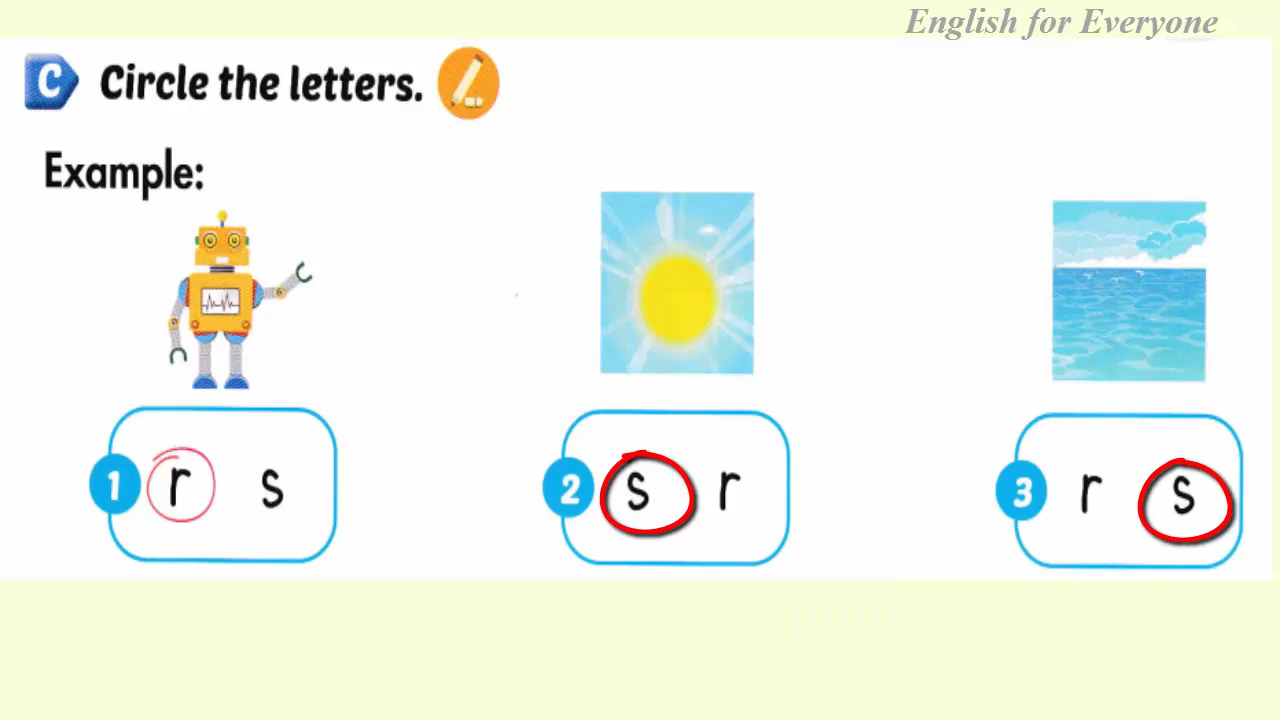 English for Everyone
C Circle the letters.
Example:
1 r s
2 s r
3 r s